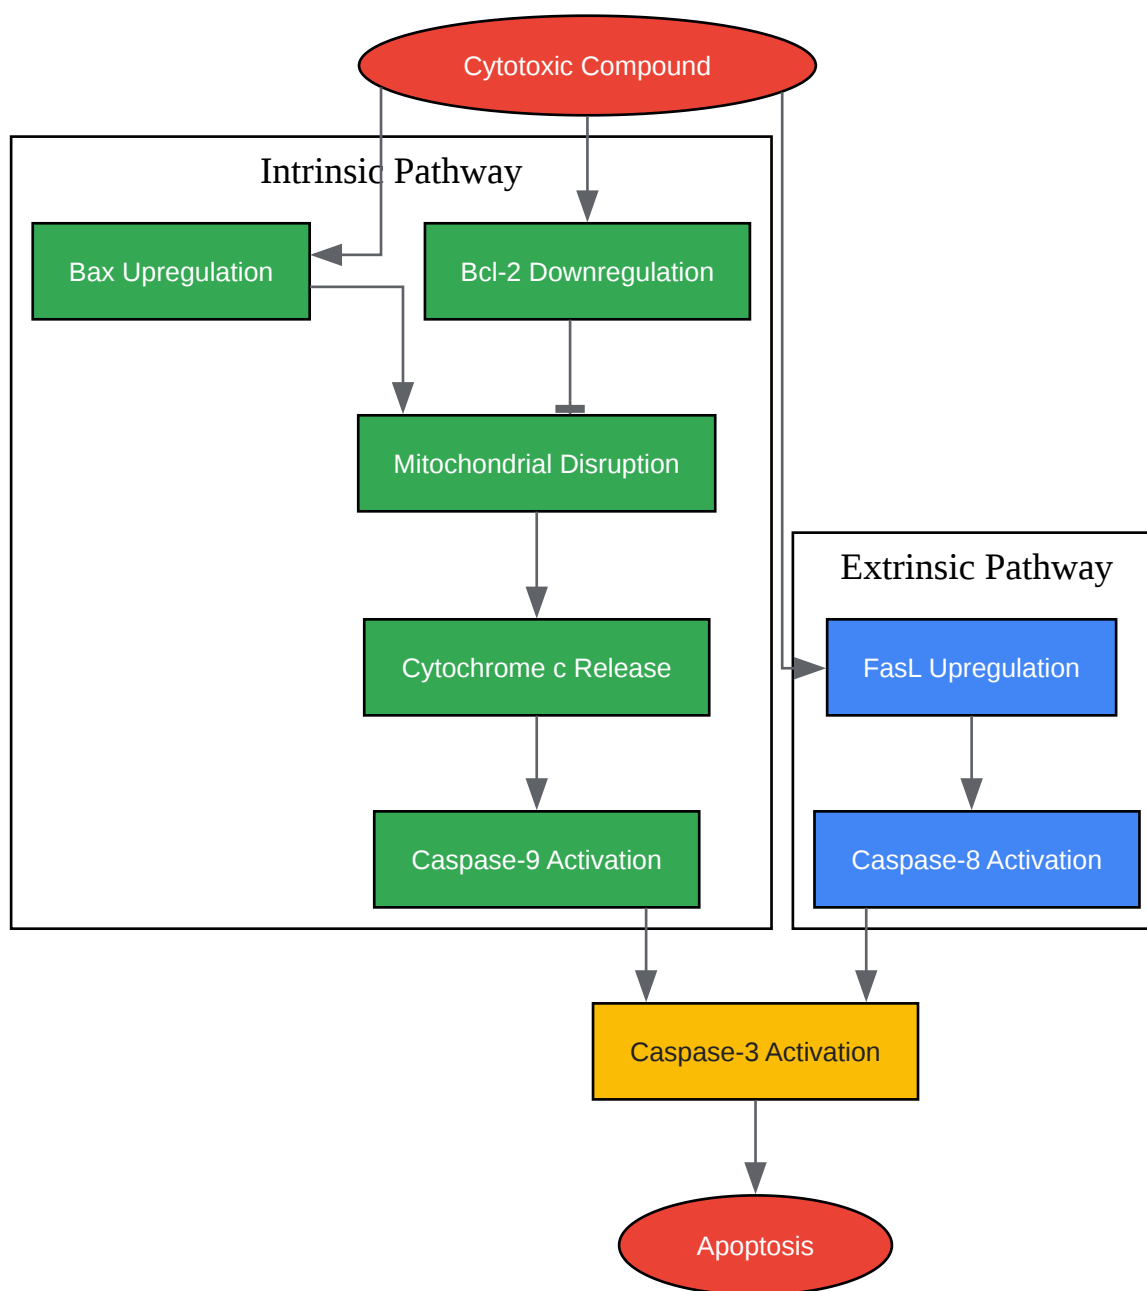 Cytotoxic Compound
Intrinsic Pathway
Bax Upregulation
Bcl-2 Downregulation
Mitochondrial Disruption
Extrinsic Pathway
Cytochrome c Release
FasL Upregulation
Caspase-9 Activation
Caspase-8 Activation
Caspase-3 Activation
Apoptosis